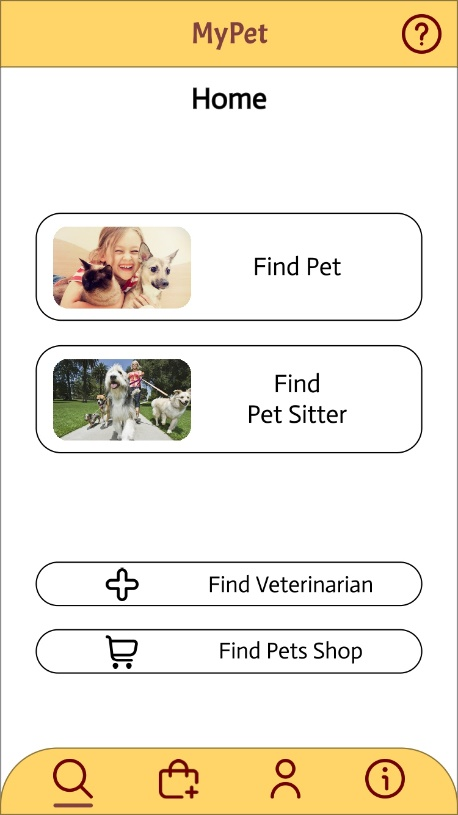 MyPet
Home
Find Pet
Find
Pet Sitter
Find Veterinarian
Find Pets Shop